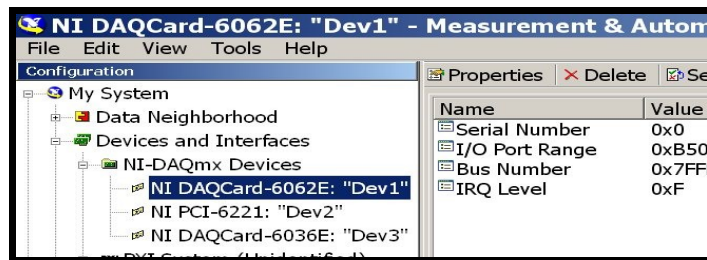 NI DAQCard-6062E: "Dev1" - Measurement & Autom
File Edit View Tools Help
Configuration
My System
Data Neighborhood
Devices and Interfaces
NI-DAQmx Devices
NI DAQCard-6062E: "Dev1"
NI PCI-6221: "Dev2"
NI DAQCard-6036E: "Dev3"
Properties Delete Se
Name Value
Serial Number 0x0
I/O Port Range 0xB50
Bus Number 0x7FF
IRQ Level 0xF